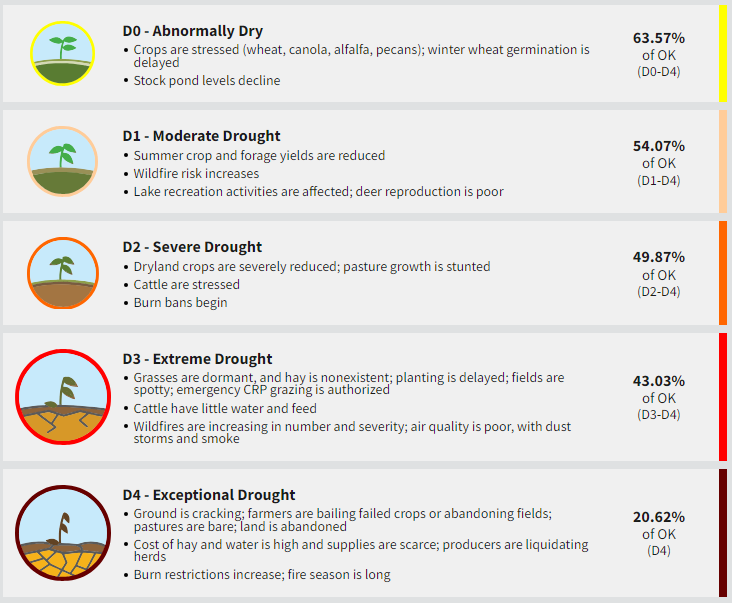 D0 - Abnormally Dry
• Crops are stressed (wheat, canola, alfalfa, pecans); winter wheat germination is
delayed
• Stock pond levels decline
63.57%
of OK
(D0-D4)
D1 - Moderate Drought
• Summer crop and forage yields are reduced
• Wildfire risk increases
• Lake recreation activities are affected; deer reproduction is poor
54.07%
of OK
(D1-D4)
D2 - Severe Drought
• Dryland crops are severely reduced; pasture growth is stunted
• Cattle are stressed
• Burn bans begin
49.87%
of OK
(D2-D4)
D3 - Extreme Drought
• Grasses are dormant, and hay is nonexistent; planting is delayed; fields are
spotty; emergency CRP grazing is authorized
• Cattle have little water and feed
• Wildfires are increasing in number and severity; air quality is poor, with dust
storms and smoke
43.03%
of OK
(D3-D4)
D4 - Exceptional Drought
• Ground is cracking; farmers are bailing failed crops or abandoning fields;
pastures are bare; land is abandoned
• Cost of hay and water is high and supplies are scarce; producers are liquidating
herds
• Burn restrictions increase; fire season is long
20.62%
of OK
(D4)